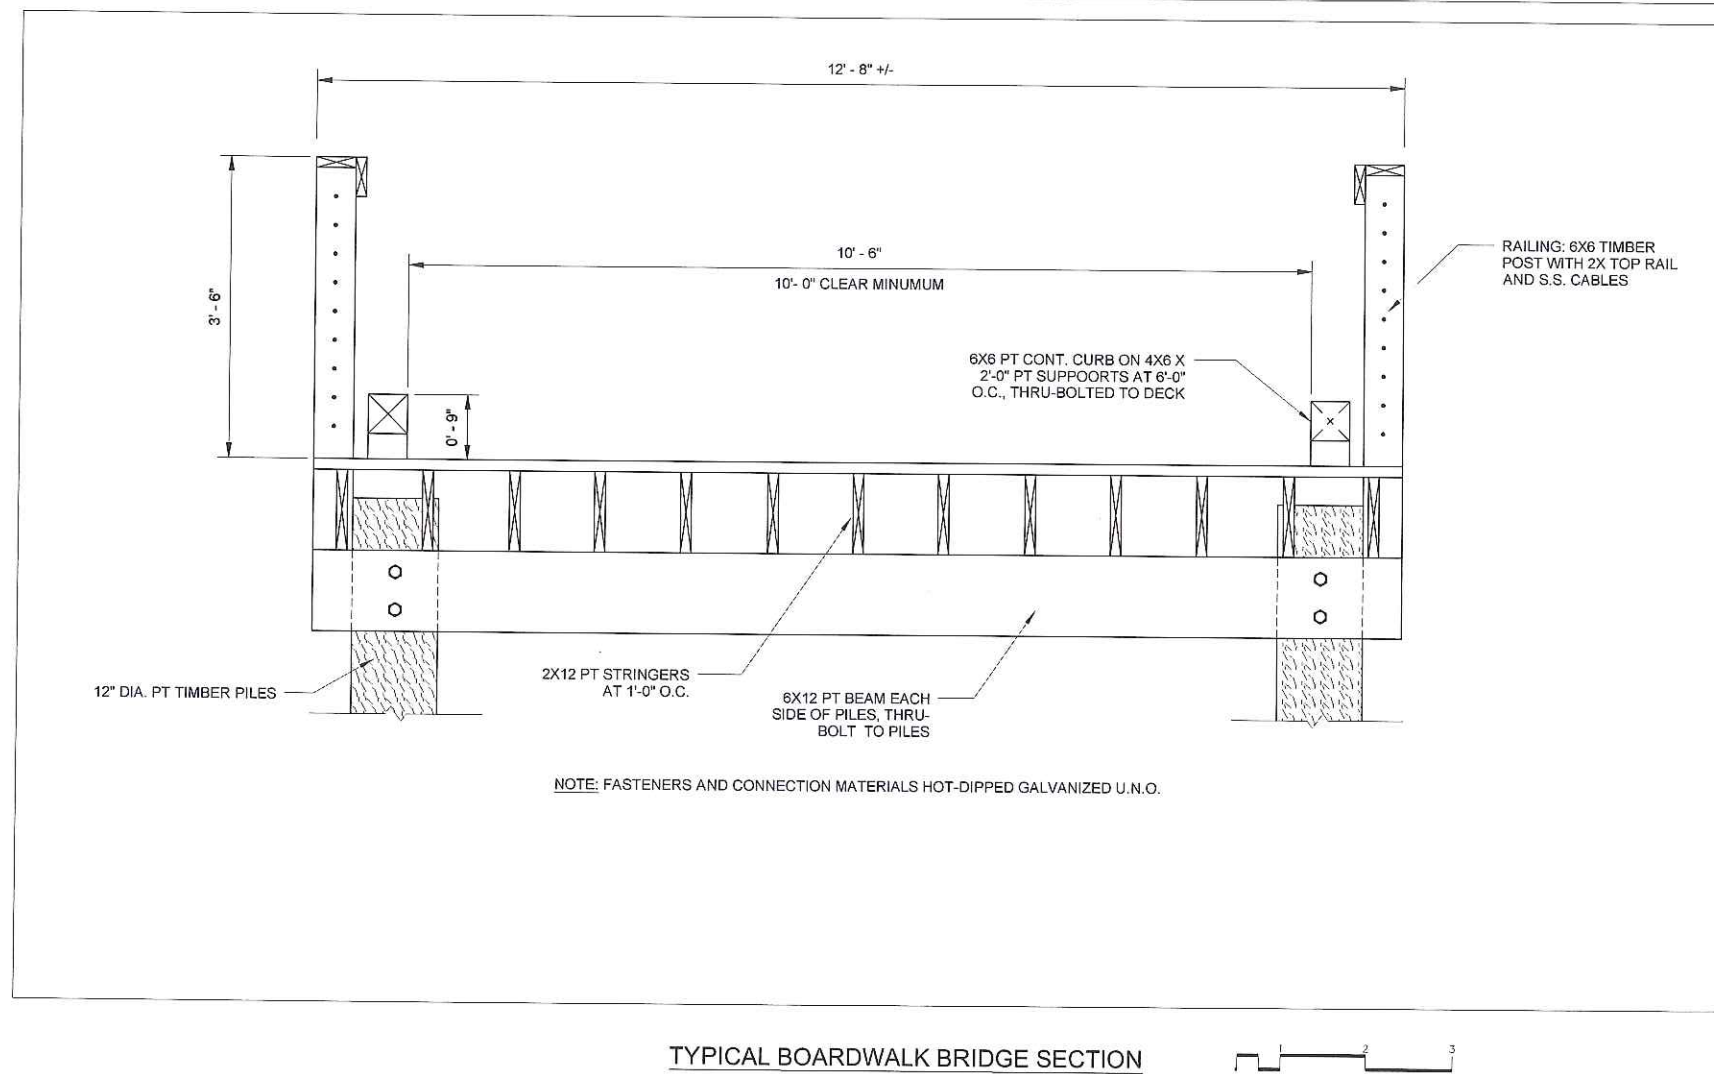 12' - 8" +/-
10' - 6"
10'- 0" CLEAR MINUMUM
3' - 6"
0' - 9"
RAILING: 6X6 TIMBER
POST WITH 2X TOP RAIL
AND S.S. CABLES
6X6 PT CONT. CURB ON 4X6 X
2'-0" PT SUPPOORTS AT 6'-0"
O.C., THRU-BOLTED TO DECK
12" DIA. PT TIMBER PILES
2X12 PT STRINGERS
AT 1'-0" O.C.
6X12 PT BEAM EACH
SIDE OF PILES, THRU-
BOLT TO PILES
NOTE: FASTENERS AND CONNECTION MATERIALS HOT-DIPPED GALVANIZED U.N.O.
TYPICAL BOARDWALK BRIDGE SECTION
1 2 3